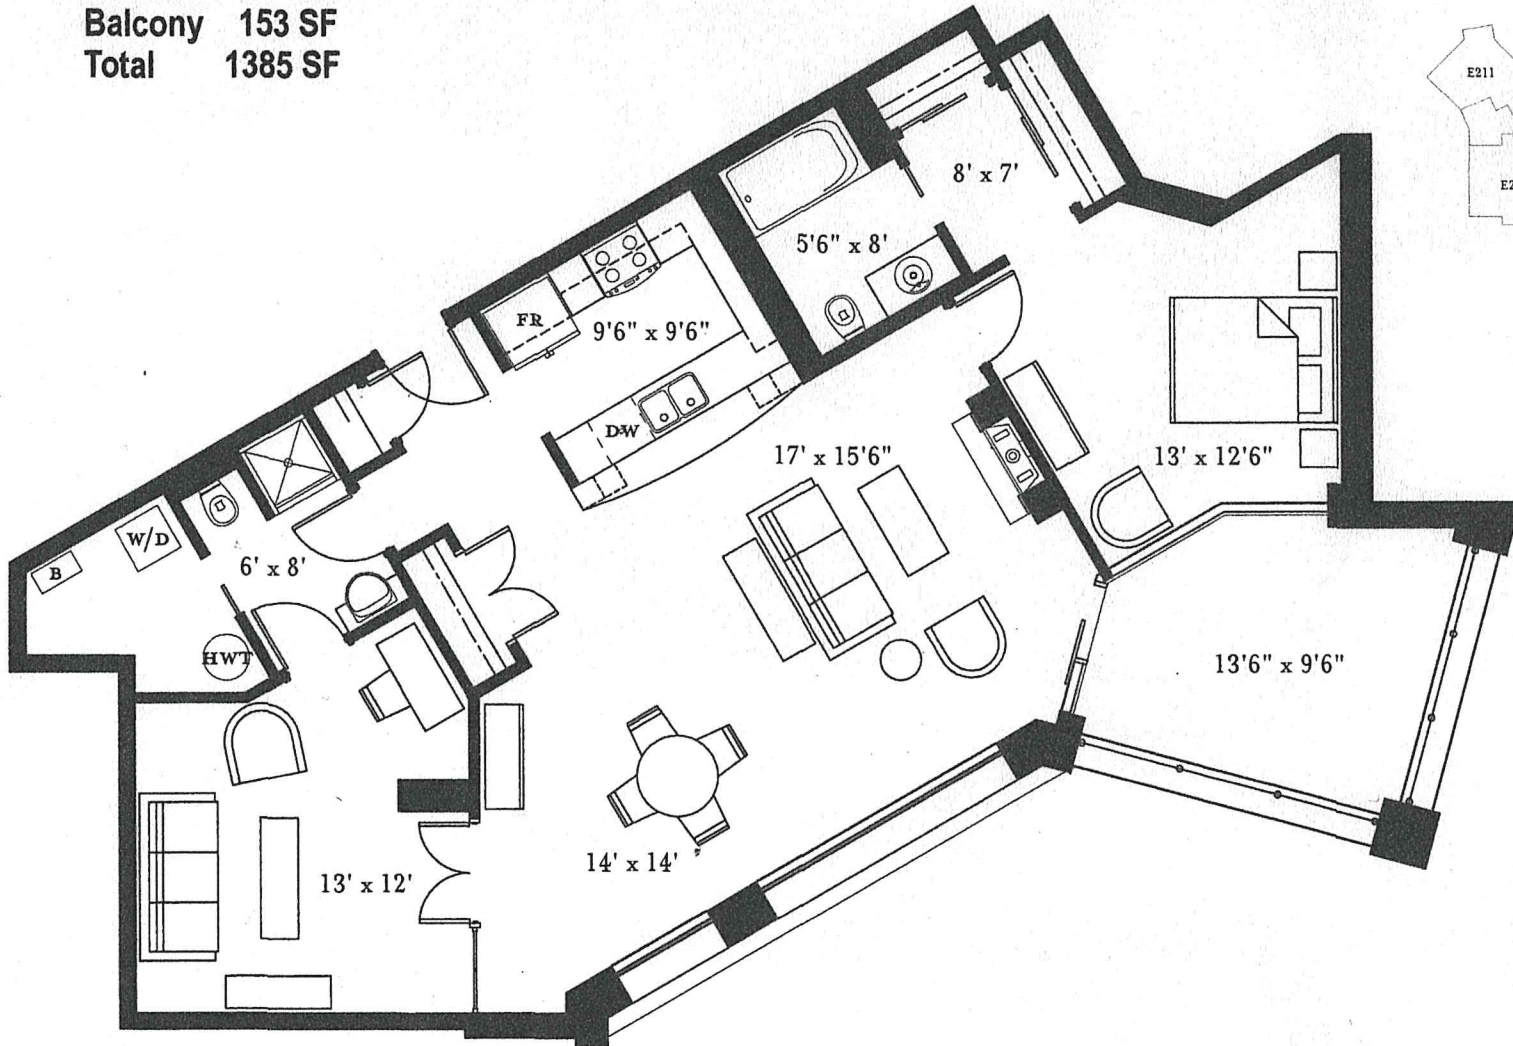 Balcony 153 SF
Total 1385 SF
E211
8' x 7'
5'6" x 8'
FR
9'6" x 9'6"
DW
17' x 15'6"
13' x 12'6"
W/D
B
6' x 8'
HWT
13'6" x 9'6"
14' x 14'
13' x 12'